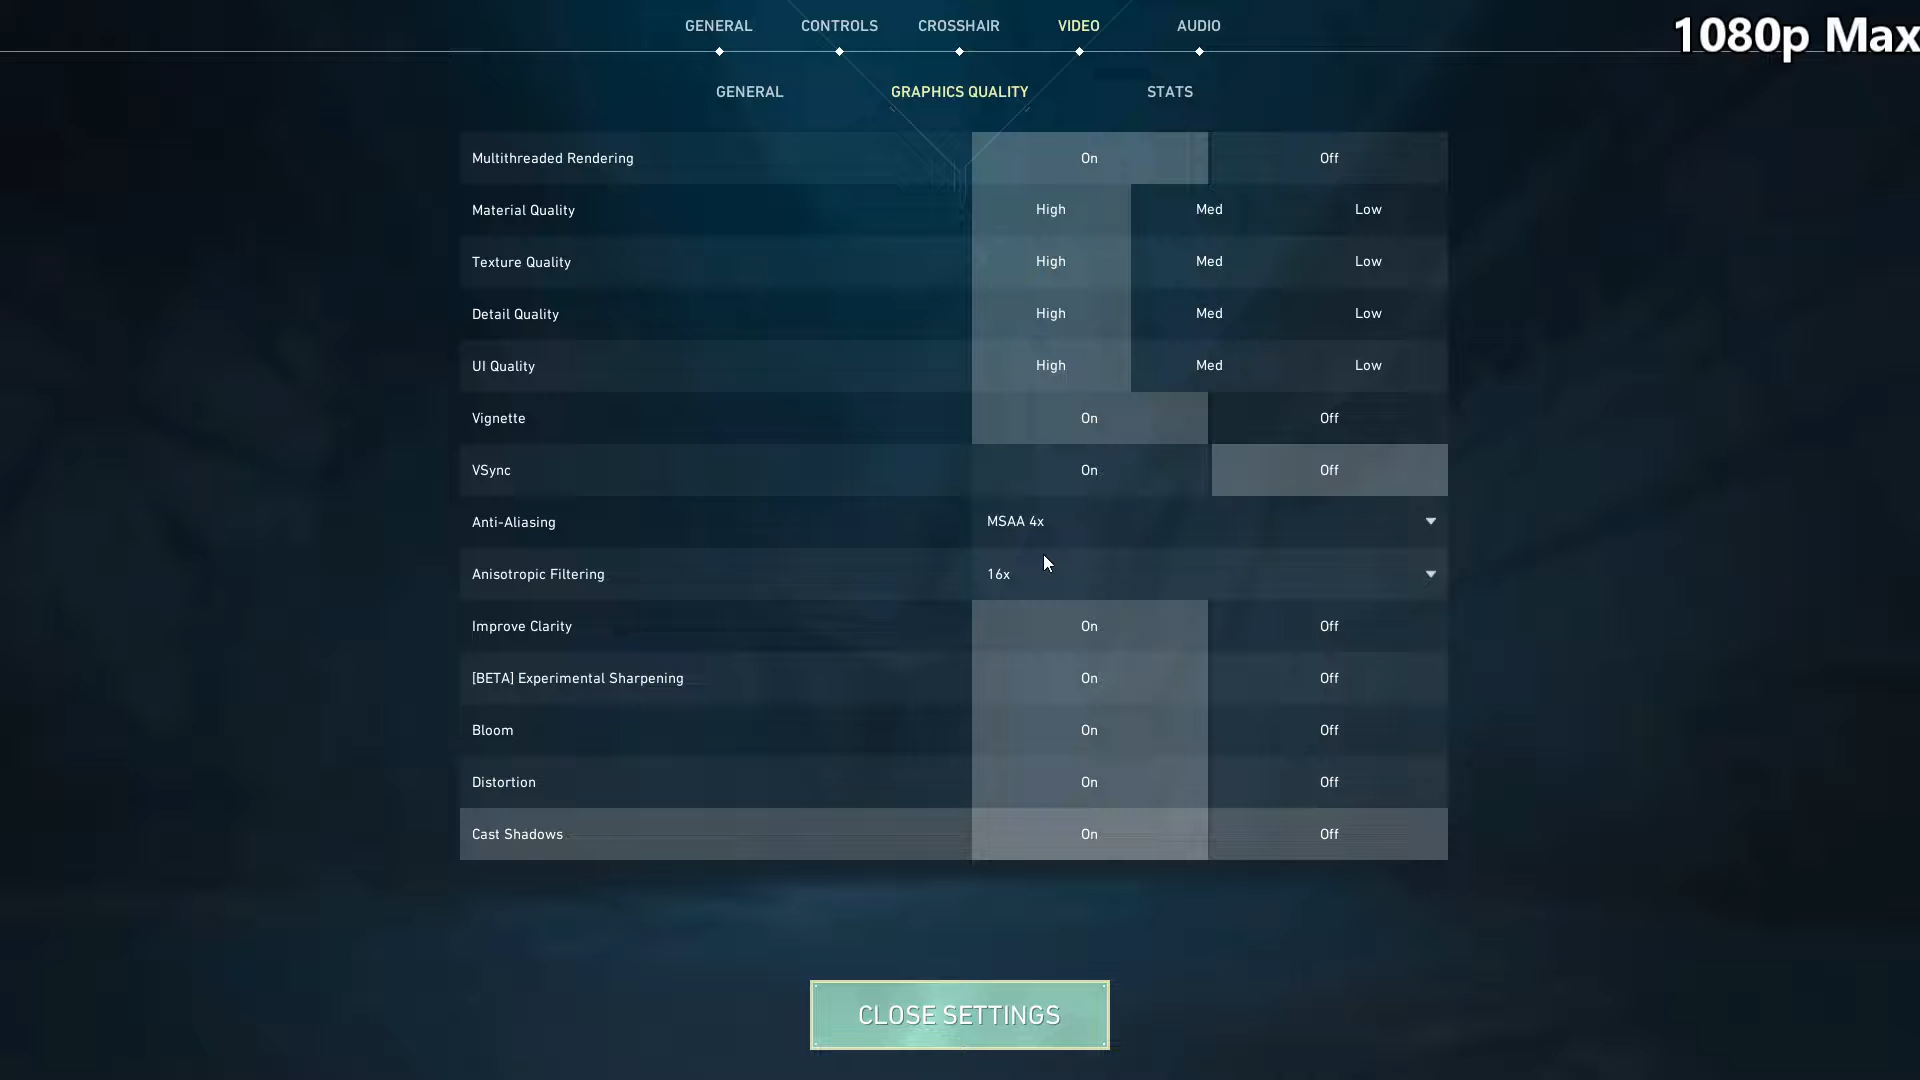 GENERAL CONTROLS CROSSHAIR VIDEO AUDIO
1080p Max
GENERAL GRAPHICS QUALITY STATS
Multithreaded Rendering On Off
Material Quality High Med Low
Texture Quality High Med Low
Detail Quality High Med Low
UI Quality High Med Low
Vignette On Off
VSync On Off
Anti-Aliasing MSAA 4x
Anisotropic Filtering 16x
Improve Clarity On Off
[BETA] Experimental Sharpening On Off
Bloom On Off
Distortion On Off
Cast Shadows On Off
CLOSE SETTINGS